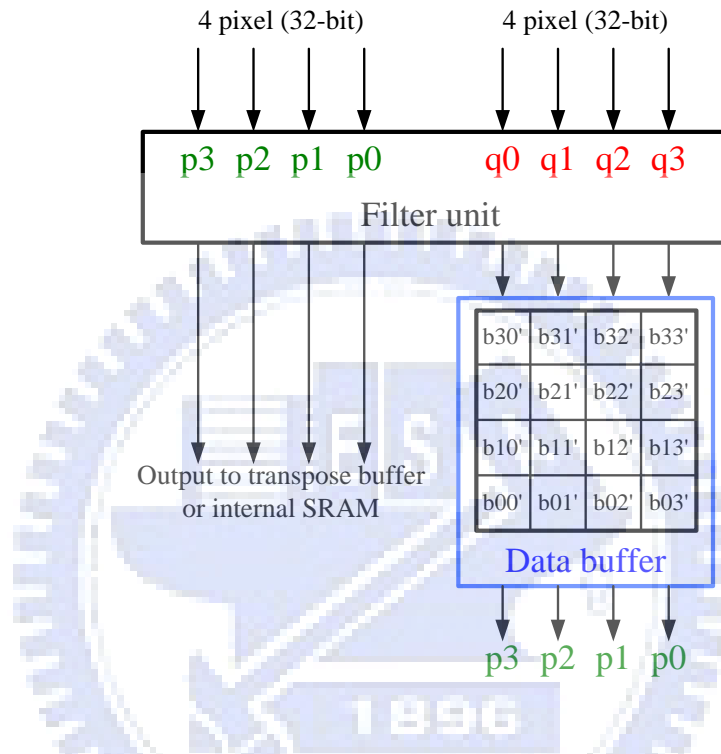 4 pixel (32-bit) 4 pixel (32-bit)
p3 p2 p1 p0 q0 q1 q2 q3
Filter unit
b30' b31' b32' b33'
b20' b21' b22' b23'
b10' b11' b12' b13'
b00' b01' b02' b03'
Output to transpose buffer
or internal SRAM
Data buffer
p3 p2 p1 p0
E S
1896